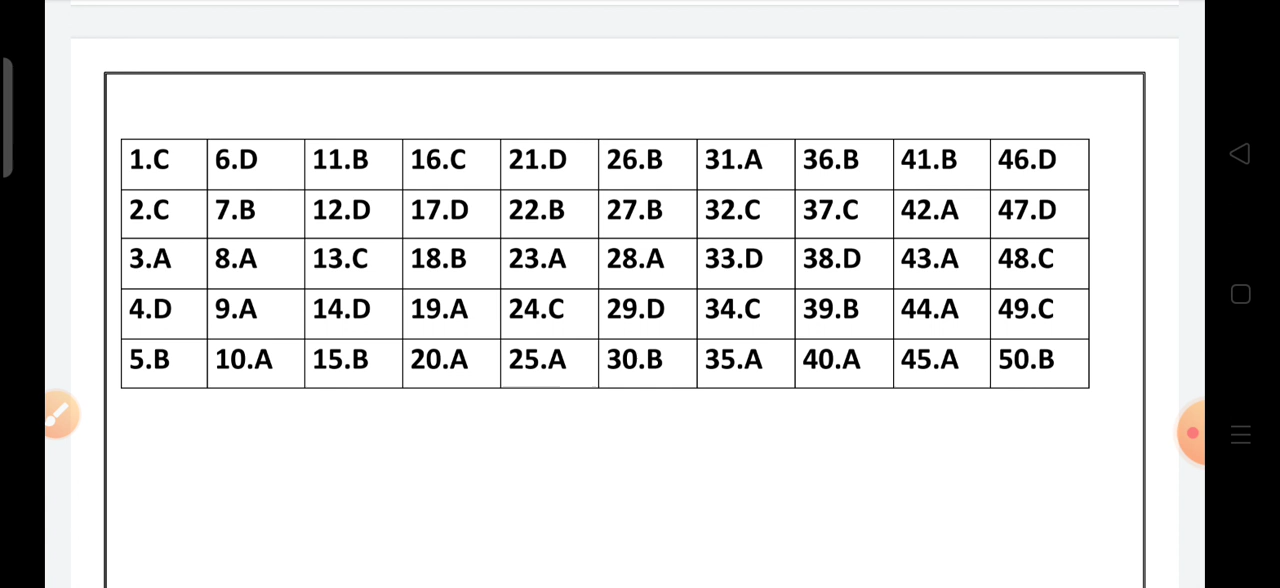 1.C 6.D 11.B 16.C 21.D 26.B 31.A 36.B 41.B 46.D
2.C 7.B 12.D 17.D 22.B 27.B 32.C 37.C 42.A 47.D
3.A 8.A 13.C 18.B 23.A 28.A 33.D 38.D 43.A 48.C
4.D 9.A 14.D 19.A 24.C 29.D 34.C 39.B 44.A 49.C
5.B 10.A 15.B 20.A 25.A 30.B 35.A 40.A 45.A 50.B